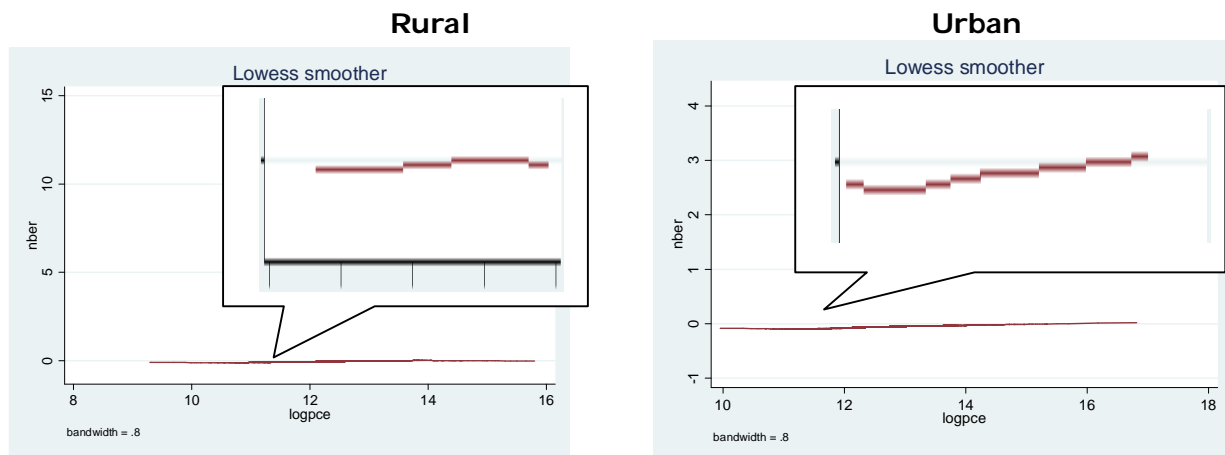 Rural
Lowess smoother
15
10
5
0
nber
8 10 12 14 16
logpce
bandwidth = .8
Urban
Lowess smoother
4
3
2
1
0
-1
nber
10 12 14 16 18
logpce
bandwidth = .8